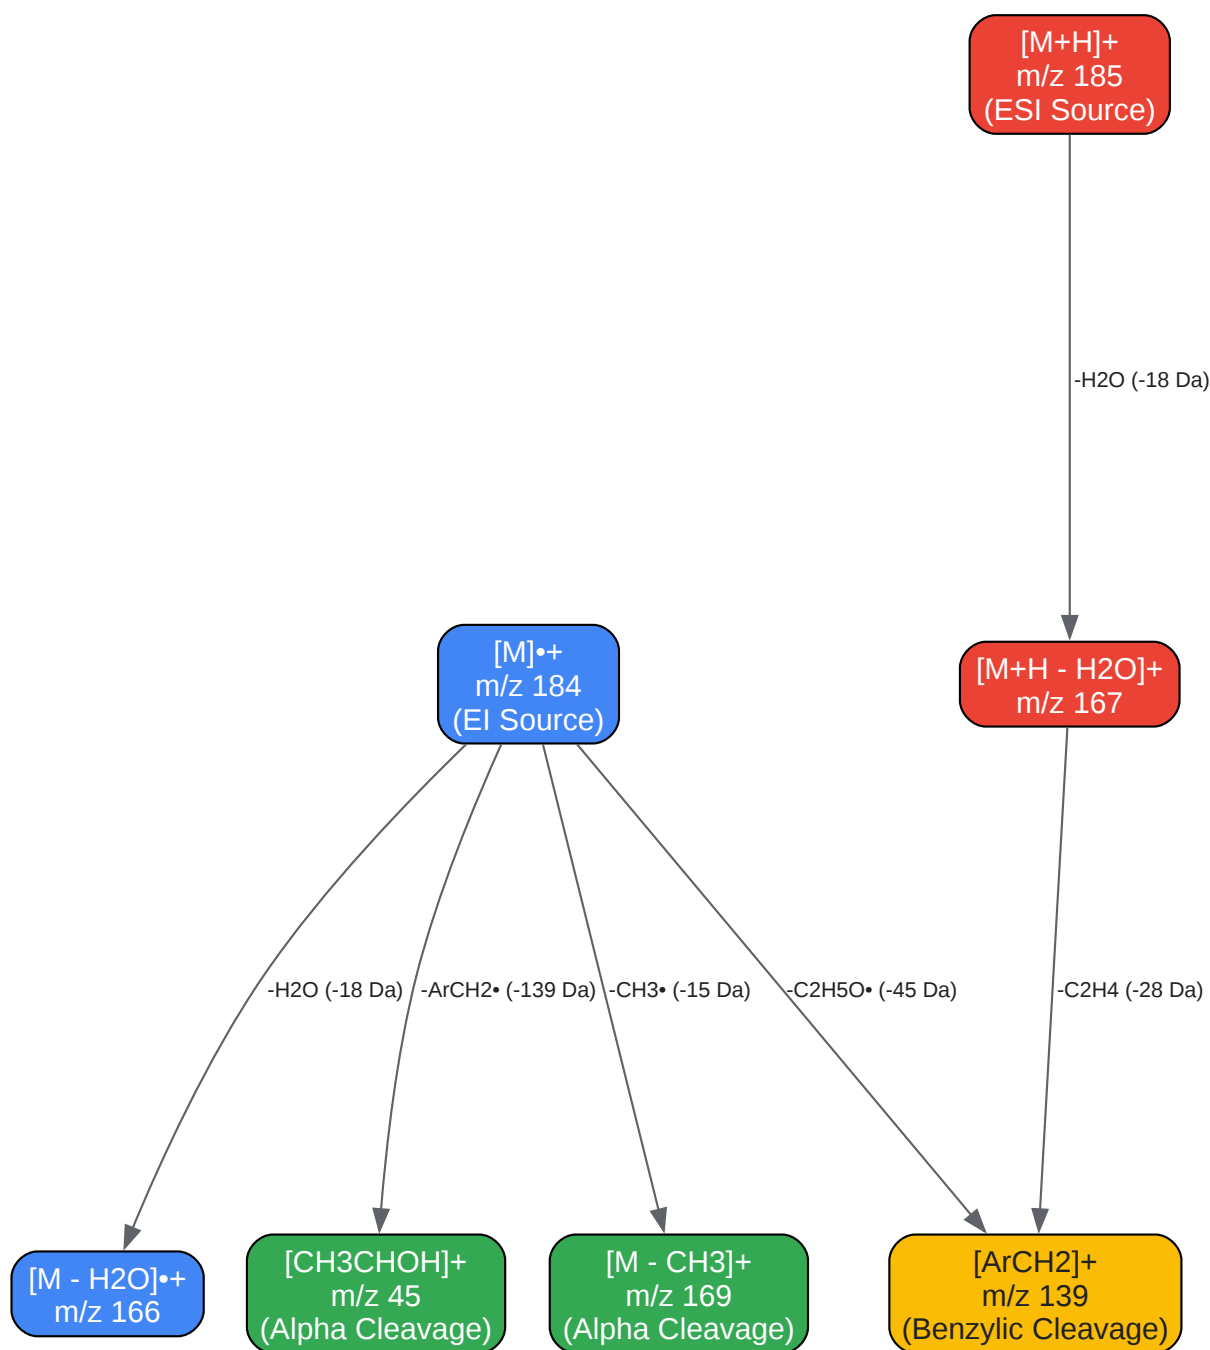 [M+H]+
m/z 185
(ESI Source)
-H2O (-18 Da)
[M]•+
m/z 184
(EI Source)
[M+H - H2O]+
m/z 167
-H2O (-18 Da)
-ArCH2• (-139 Da)
-CH3• (-15 Da)
-C2H5O• (-45 Da)
-C2H4 (-28 Da)
[M - H2O]•+
m/z 166
[CH3CHOH]+
m/z 45
(Alpha Cleavage)
[M - CH3]+
m/z 169
(Alpha Cleavage)
[ArCH2]+
m/z 139
(Benzylic Cleavage)